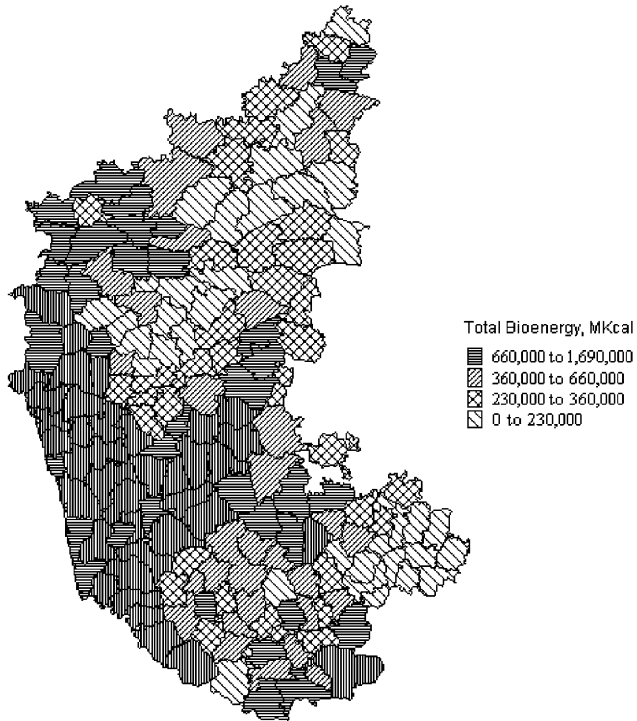 Total Bioenergy, MKcal
660,000 to 1,690,000
360,000 to 660,000
230,000 to 360,000
0 to 230,000